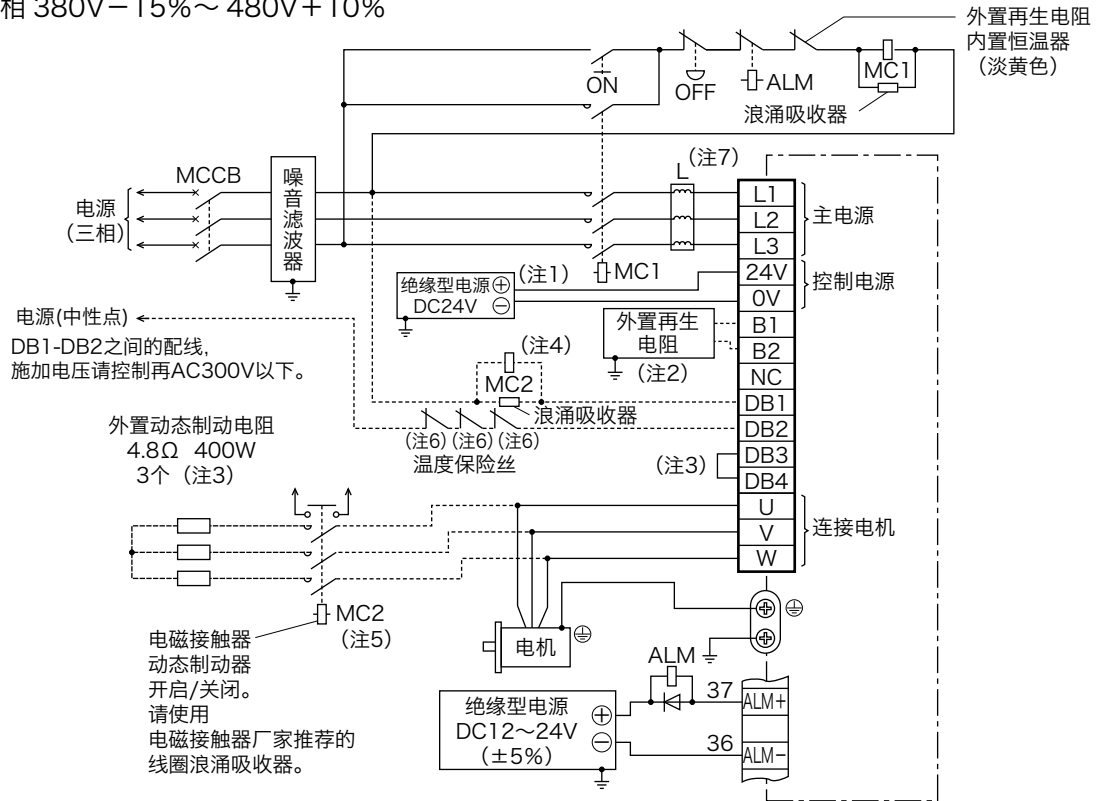 相 380V－15%～ 480V＋10%
外置再生电阻
内置恒温器
（淡黄色）
ON
OFF
ALM
MC1
浪涌吸收器
MCCB
噪音滤波器
电源
（三相）
L
（注7）
L1
L2
L3
主电源
MC1
（注1）
绝缘型电源⊕
DC24V ⊖
24V
0V
控制电源
电源(中性点)
DB1-DB2之间的配线,
施加电压请控制再AC300V以下。
外置再生
电阻
（注2）
B1
B2
NC
（注4）
MC2
浪涌吸收器
DB1
DB2
（注6）（注6）（注6）
温度保险丝
（注3）
DB3
DB4
外置动态制动电阻
4.8Ω 400W
3个（注3）
U
V
W
连接电机
MC2
（注5）
电磁接触器
动态制动器
开启/关闭。
请使用
电磁接触器厂家推荐的
线圈浪涌吸收器。
电机
ALM
绝缘型电源
DC12～24V
（±5%）
⊕
⊖
37
ALM+
36
ALM−